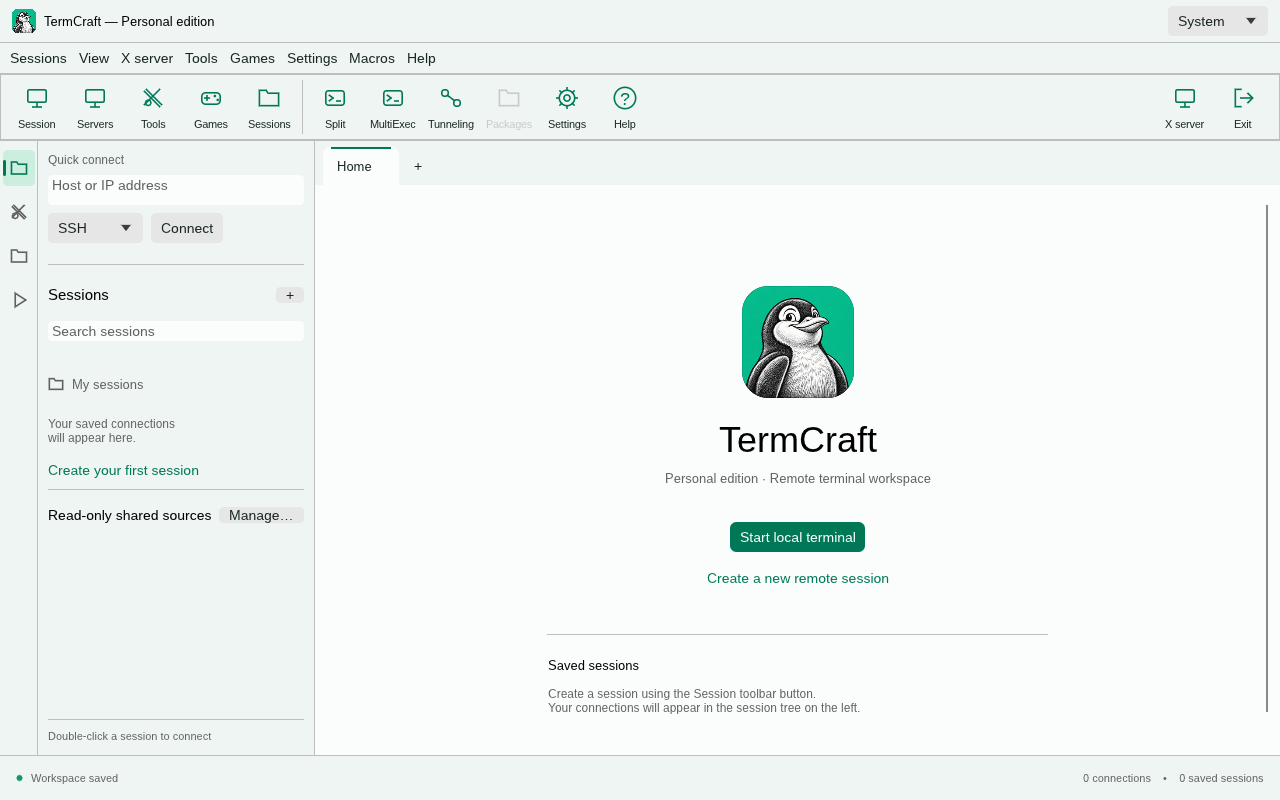 TermCraft — Personal edition
System
Sessions View X server Tools Games Settings Macros Help
Session Servers Tools Games Sessions Split MultiExec Tunneling Packages Settings Help X server Exit
Quick connect
Host or IP address
SSH
Connect
Sessions
+
Search sessions
My sessions
Your saved connections
will appear here.
Create your first session
Read-only shared sources
Manage…
Double-click a session to connect
Home
+
TermCraft
Personal edition · Remote terminal workspace
Start local terminal
Create a new remote session
Saved sessions
Create a session using the Session toolbar button.
Your connections will appear in the session tree on the left.
Workspace saved
0 connections • 0 saved sessions